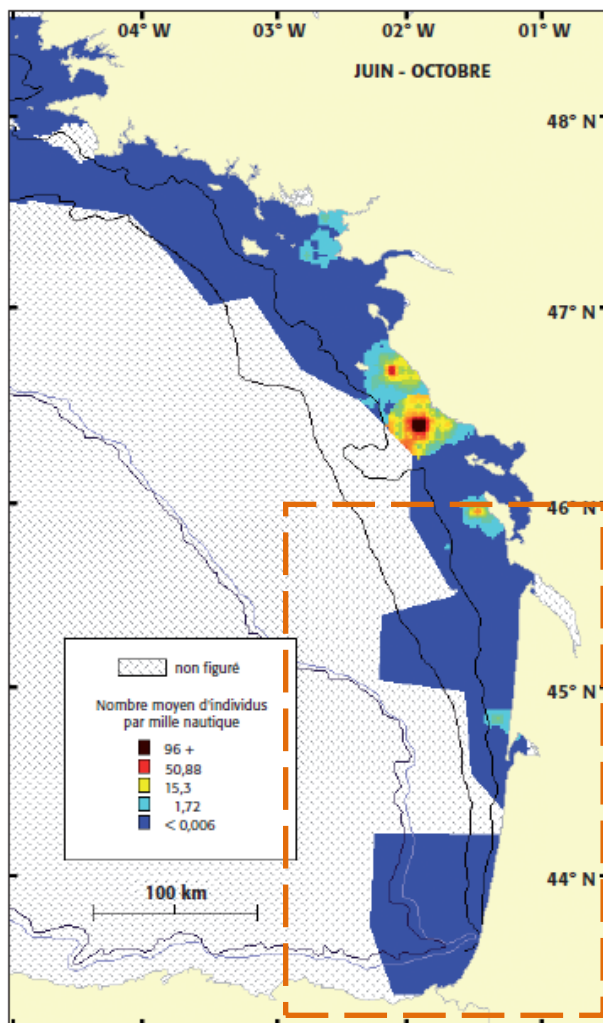 04° W 03° W 02° W 01° W
JUIN - OCTOBRE
48° N
47° N
46° N
45° N
44° N
non figuré
Nombre moyen d'individus
par mille nautique
96 +
50,88
15,3
1,72
< 0,006
100 km